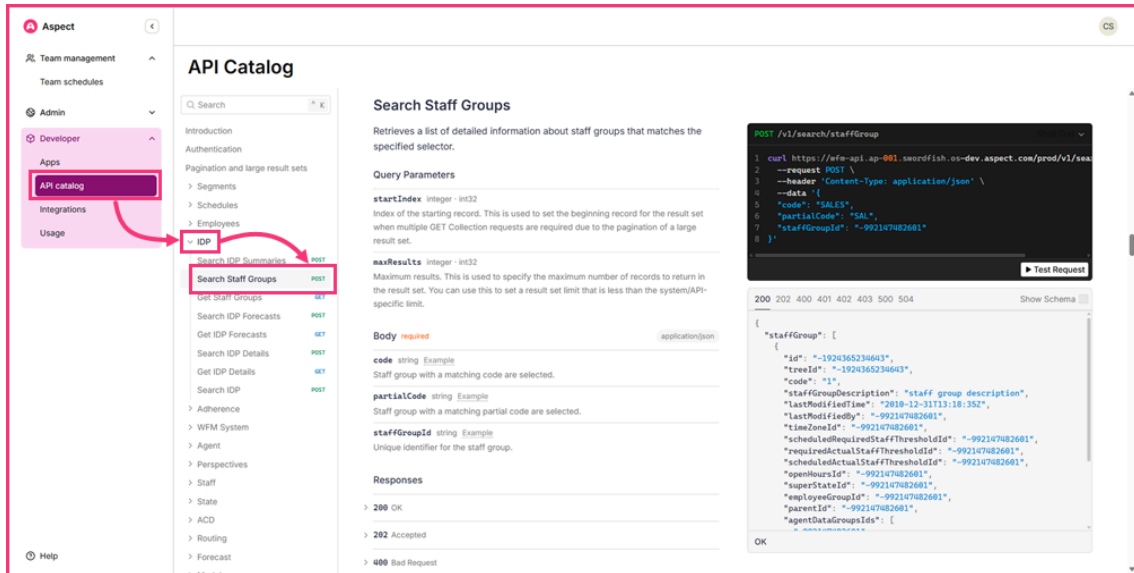 Aspect
CS
Team management
Team schedules
Admin
Developer
Apps
API catalog
Integrations
Usage
Help
API Catalog
Search
^ K
Introduction
Authentication
Pagination and large result sets
Segments
Schedules
Employees
IDP
Search IDP Summaries POST
Search Staff Groups POST
Get Staff Groups GET
Search IDP Forecasts POST
Get IDP Forecasts GET
Search IDP Details POST
Get IDP Details GET
Search IDP POST
Adherence
WFM System
Agent
Perspectives
Staff
State
ACD
Routing
Forecast
Search Staff Groups
Retrieves a list of detailed information about staff groups that matches the
specified selector.
Query Parameters
startIndex integer · int32
Index of the starting record. This is used to set the beginning record for the result set
when multiple GET Collection requests are required due to the pagination of a large
result set.
maxResults integer · int32
Maximum results. This is used to specify the maximum number of records to return in
the result set. You can use this to set a result set limit that is less than the system/API-
specific limit.
Body required application/json
code string Example
Staff group with a matching code are selected.
partialCode string Example
Staff group with a matching partial code are selected.
staffGroupId string Example
Unique identifier for the staff group.
Responses
200 OK
202 Accepted
400 Bad Request
POST /v1/search/staffGroup
1 curl https://wfm-api.ap-001.swordfish.os-dev.aspect.com/prod/v1/sea
2 --request POST \
3 --header 'Content-Type: application/json' \
4 --data '{
5 "code": "SALES",
6 "partialCode": "SAL",
7 "staffGroupId": "-992147482601"
8 }'
Test Request
200 202 400 401 402 403 500 504 Show Schema
{
"staffGroup": [
{
"id": "-1924365234643",
"treeId": "-1924365234643",
"code": "1",
"staffGroupDescription": "staff group description",
"lastModifiedTime": "2010-12-31T13:18:35Z",
"lastModifiedBy": "-992147482601",
"timeZoneId": "-992147482601",
"scheduledRequiredStaffThresholdId": "-992147482601",
"requiredActualStaffThresholdId": "-992147482601",
"scheduledActualStaffThresholdId": "-992147482601",
"openHoursId": "-992147482601",
"superStateId": "-992147482601",
"employeeGroupId": "-992147482601",
"parentId": "-992147482601",
"agentDataGroupsIds": [
OK